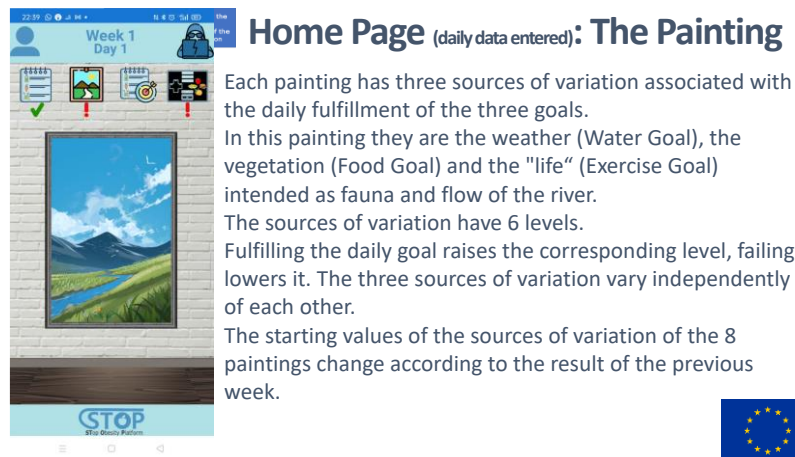 Home Page (daily data entered): The Painting
22:39
Week 1
Day 1
the
f the
on
Each painting has three sources of variation associated with
the daily fulfillment of the three goals.
In this painting they are the weather (Water Goal), the
vegetation (Food Goal) and the "life“ (Exercise Goal)
intended as fauna and flow of the river.
The sources of variation have 6 levels.
Fulfilling the daily goal raises the corresponding level, failing
lowers it. The three sources of variation vary independently
of each other.
The starting values of the sources of variation of the 8
paintings change according to the result of the previous
week.
STOP
STop Obesity Platform